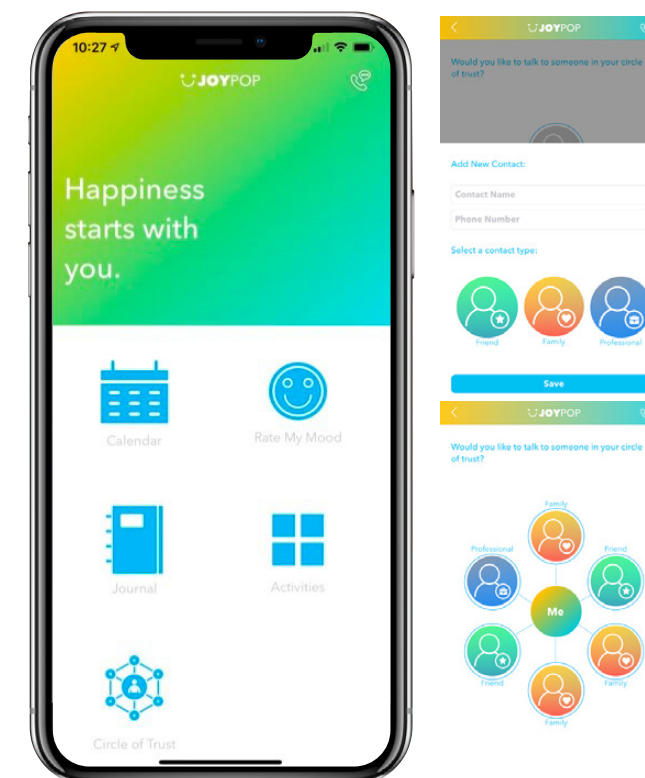 10:27
JOYPOP
Happiness
starts with
you.
Calendar
Rate My Mood
Journal
Activities
Circle of Trust
JOYPOP
Would you like to talk to someone in your circle
of trust?
Add New Contact:
Contact Name
Phone Number
Select a contact type:
Friend
Family
Professional
Save
JOYPOP
Would you like to talk to someone in your circle
of trust?
Family
Professional
Friend
Me
Friend
Family
Family